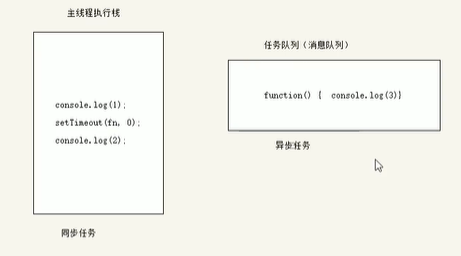 主线程执行栈
任务队列（消息队列）
console.log(1);
setTimeout(fn, 0);
console.log(2);
function() {  console.log(3)}
异步任务
同步任务